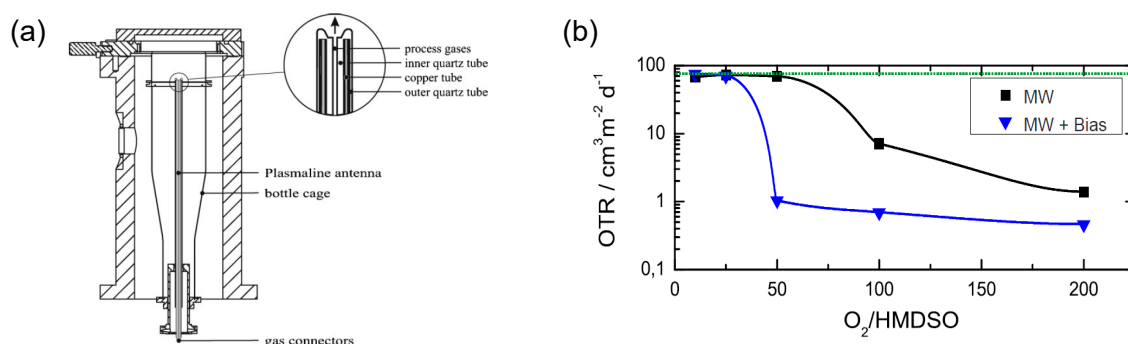 (a)
process gases
inner quartz tube
copper tube
outer quartz tube
Plasmaline antenna
bottle cage
gas connectors
(b)
OTR / cm³m⁻² d⁻¹
100
10
1
0,1
MW
MW + Bias
0 50 100 150 200
O₂/HMDSO